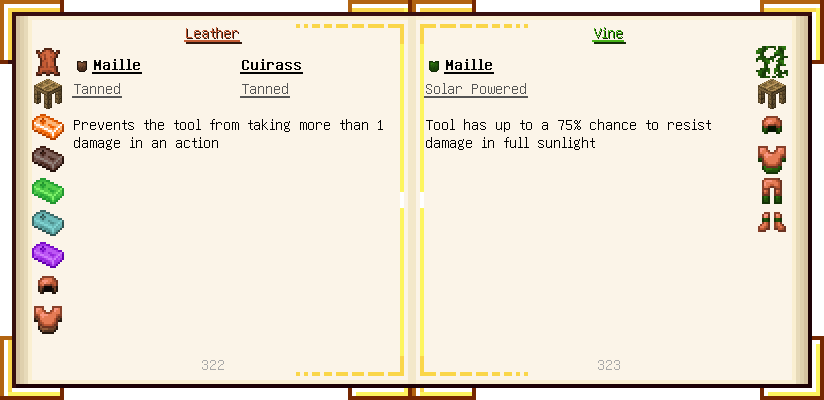 Leather
Maille Cuirass
Tanned Tanned
Prevents the tool from taking more than 1
damage in an action
322
Vine
Maille
Solar Powered
Tool has up to a 75% chance to resist
damage in full sunlight
323